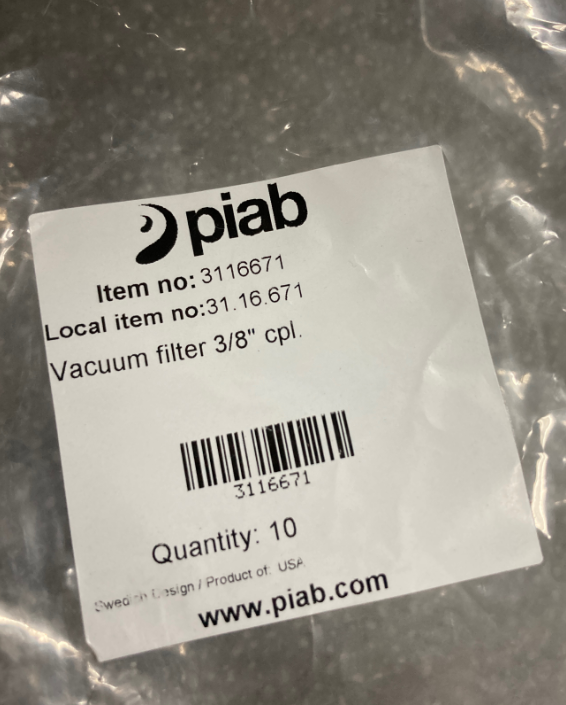 piab
Item no: 3116671
Local item no:31.16.671
Vacuum filter 3/8" cpl.
3116671
Quantity: 10
Swedish Design / Product of: USA
www.piab.com